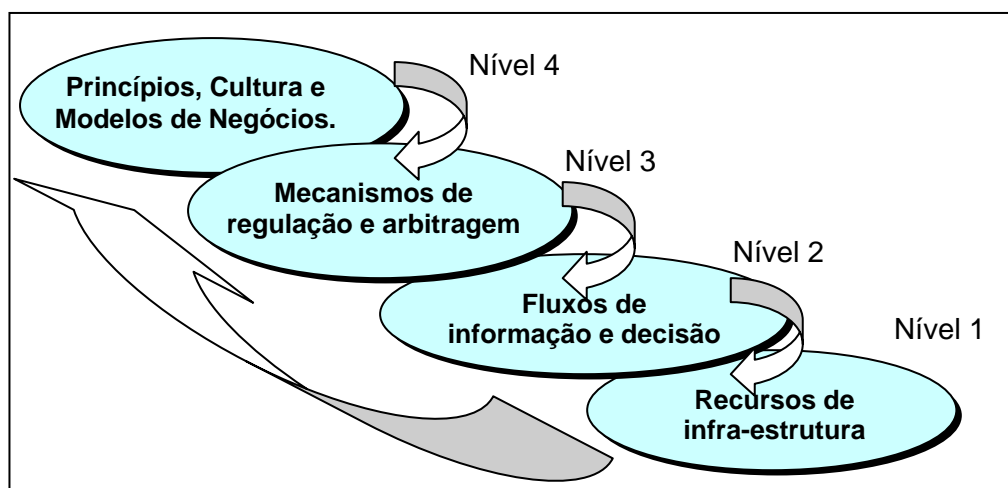 Nível 4
Princípios, Cultura e
Modelos de Negócios.
Nível 3
Mecanismos de
regulação e arbitragem
Nível 2
Fluxos de
informação e decisão
Nível 1
Recursos de
infra-estrutura